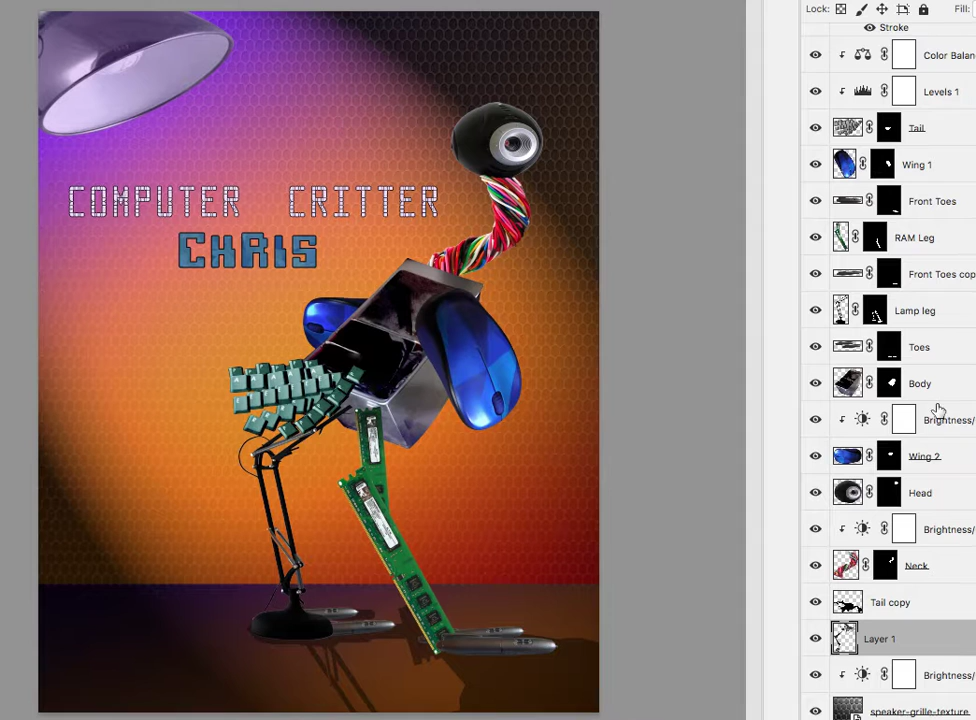 Lock:
Fill:
Stroke
Color Balan
Levels 1
Tail
Wing 1
COMPUTER CRITTER
ChRIS
Front Toes
RAM Leg
Front Toes cop
Lamp leg
Toes
Body
Brightness/
Wing 2
Head
Brightness/
Neck
Tail copy
Layer 1
Brightness/
speaker-grille-texture